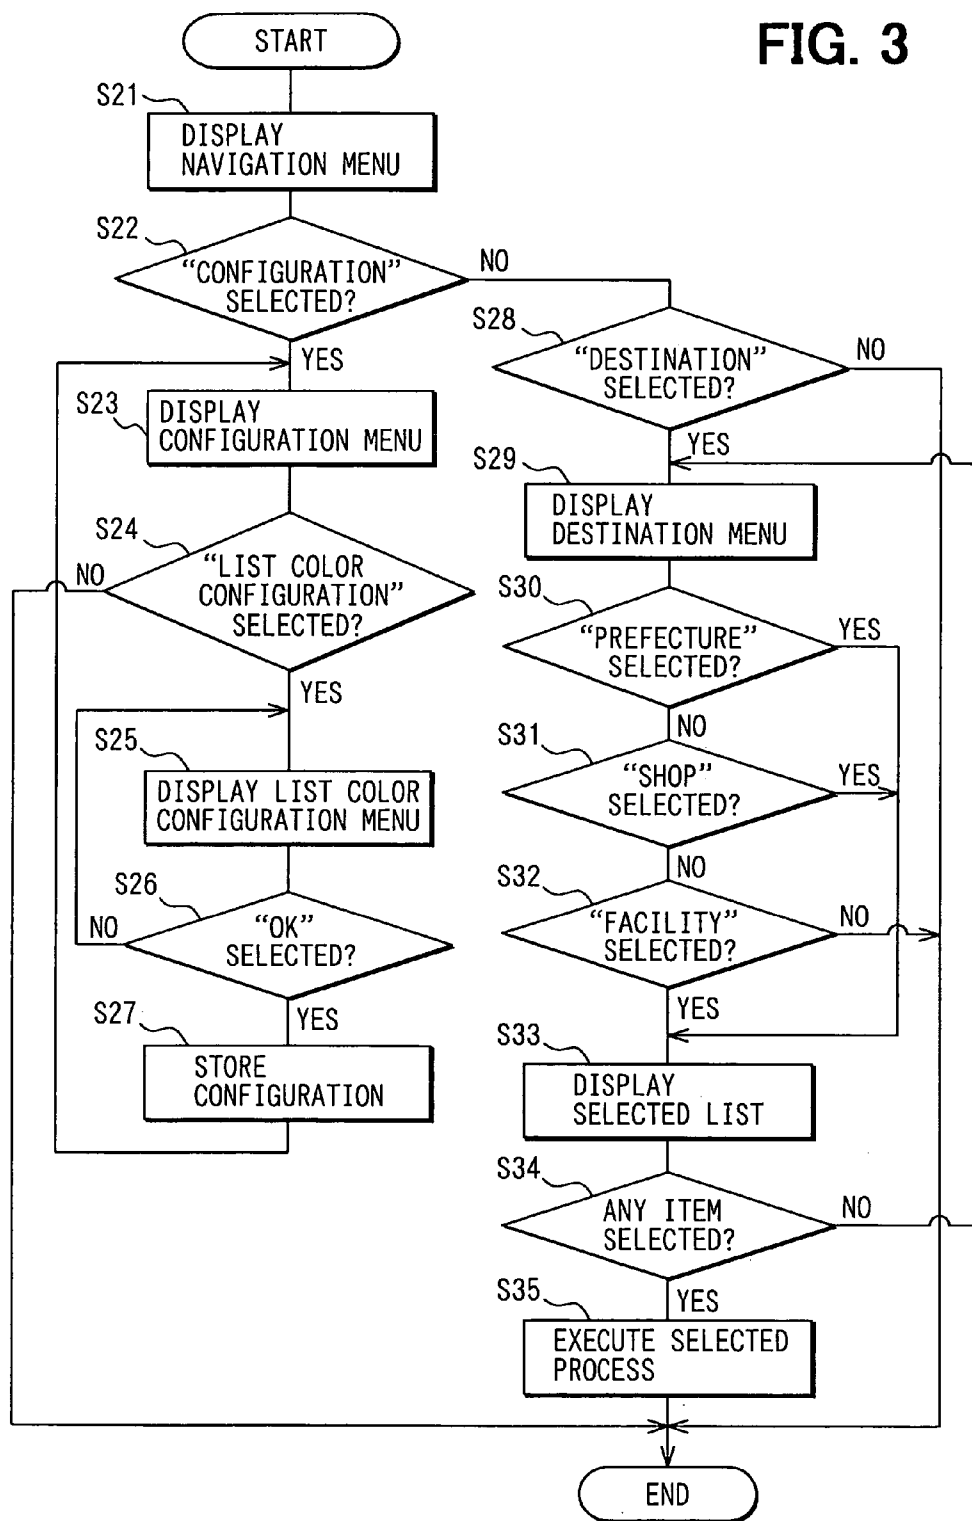 FIG. 3
START
S21
DISPLAY
NAVIGATION MENU
S22
“CONFIGURATION”
SELECTED?
NO
YES
S23
DISPLAY
CONFIGURATION MENU
S24
“LIST COLOR
CONFIGURATION”
SELECTED?
NO
YES
S25
DISPLAY LIST COLOR
CONFIGURATION MENU
S26
“OK”
SELECTED?
NO
YES
S27
STORE
CONFIGURATION
S28
“DESTINATION”
SELECTED?
NO
YES
S29
DISPLAY
DESTINATION MENU
S30
“PREFECTURE”
SELECTED?
YES
NO
S31
“SHOP”
SELECTED?
YES
NO
S32
“FACILITY”
SELECTED?
NO
YES
S33
DISPLAY
SELECTED LIST
S34
ANY ITEM
SELECTED?
NO
YES
S35
EXECUTE SELECTED
PROCESS
END